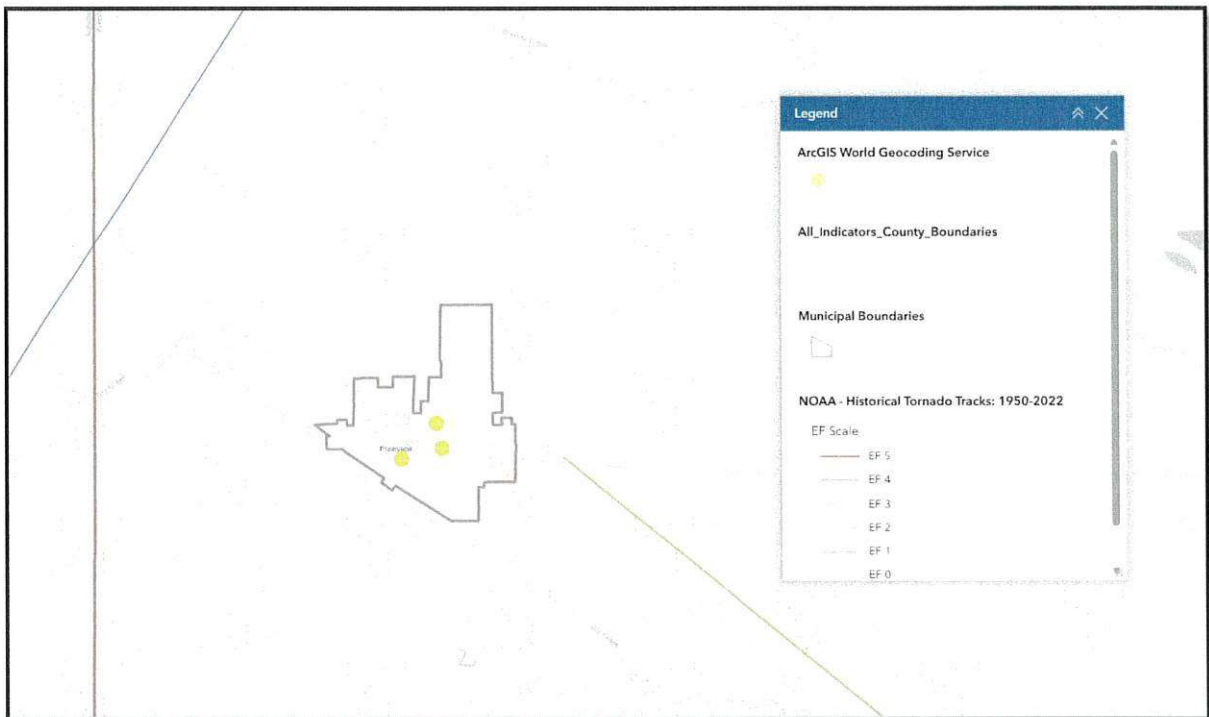 Legend
ArcGIS World Geocoding Service
All_Indicators_County_Boundaries
Municipal Boundaries
NOAA - Historical Tornado Tracks: 1950-2022
EF Scale
EF 5
EF 4
EF 3
EF 2
EF 1
EF 0